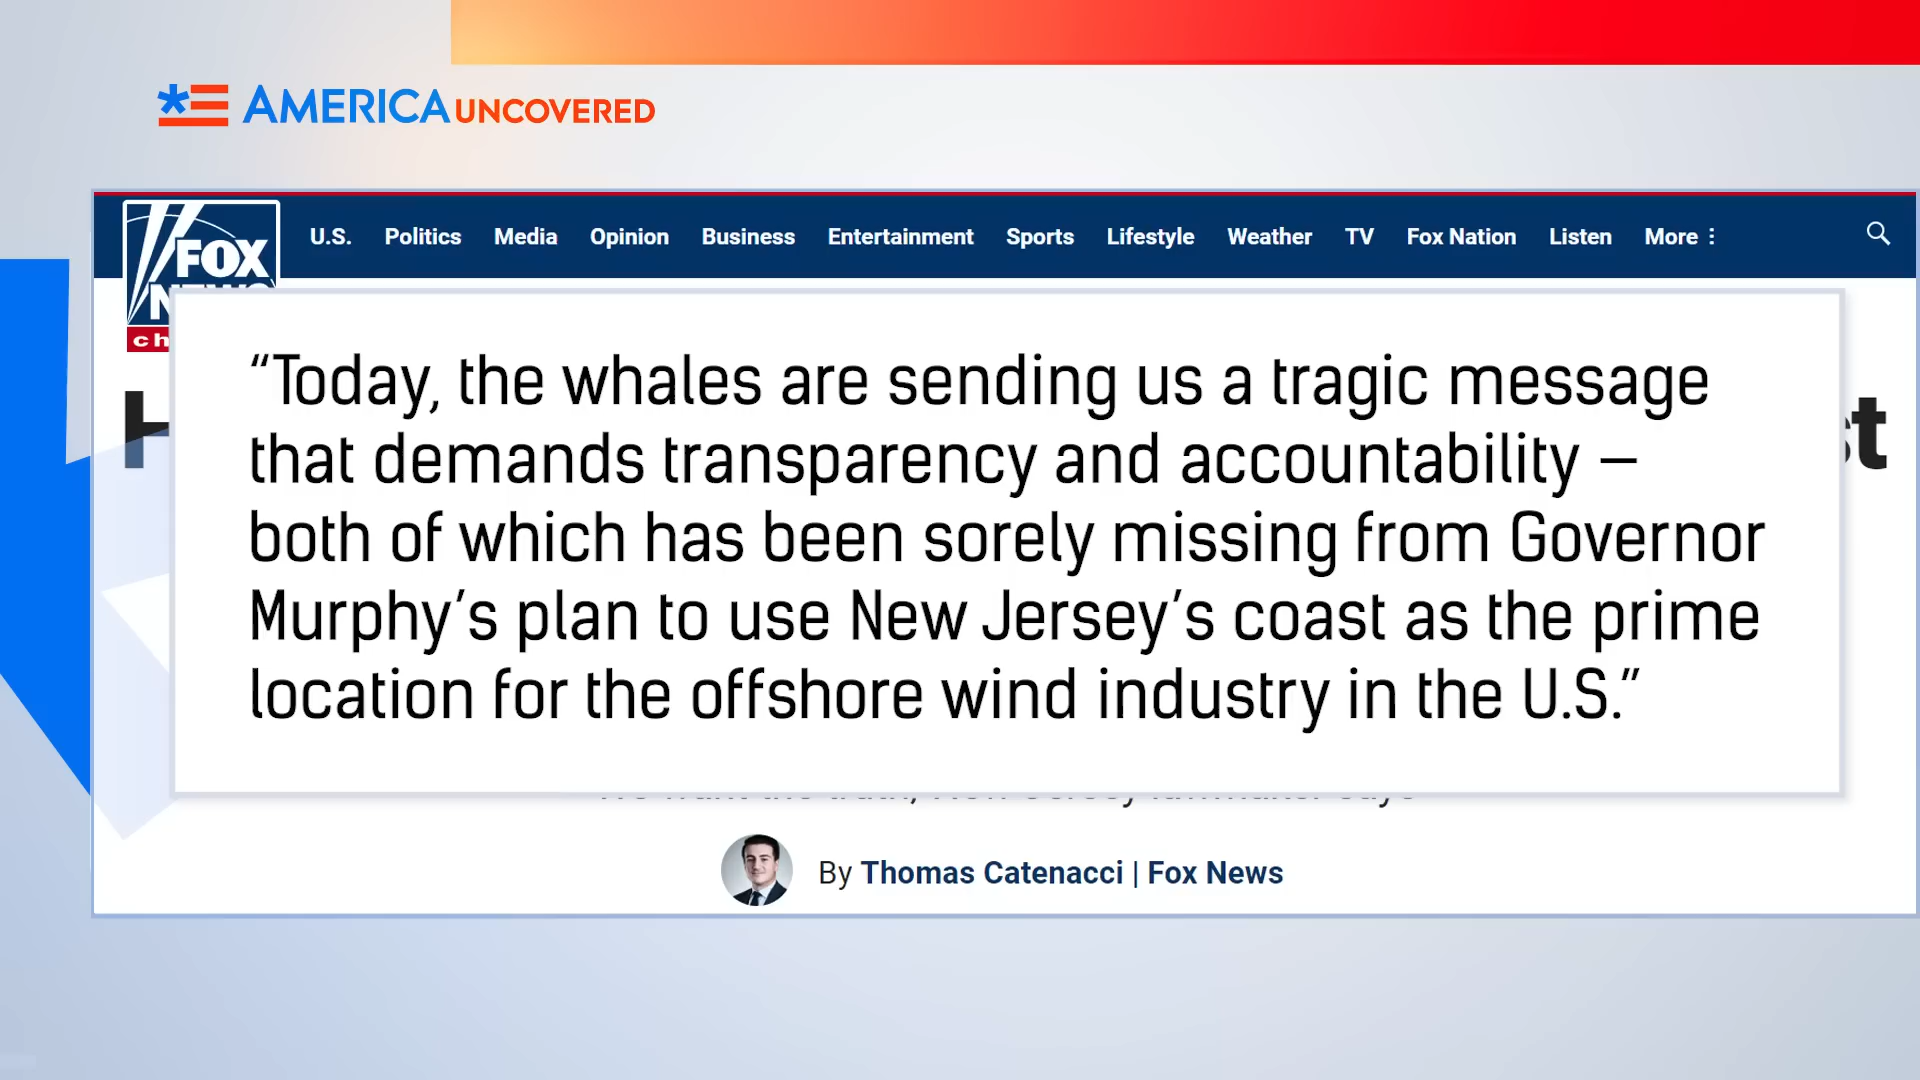 AMERICA UNCOVERED
FOX
U.S. Politics Media Opinion Business Entertainment Sports Lifestyle Weather TV Fox Nation Listen More
“Today, the whales are sending us a tragic message
that demands transparency and accountability –
both of which has been sorely missing from Governor
Murphy’s plan to use New Jersey’s coast as the prime
location for the offshore wind industry in the U.S.”
By Thomas Catenacci | Fox News